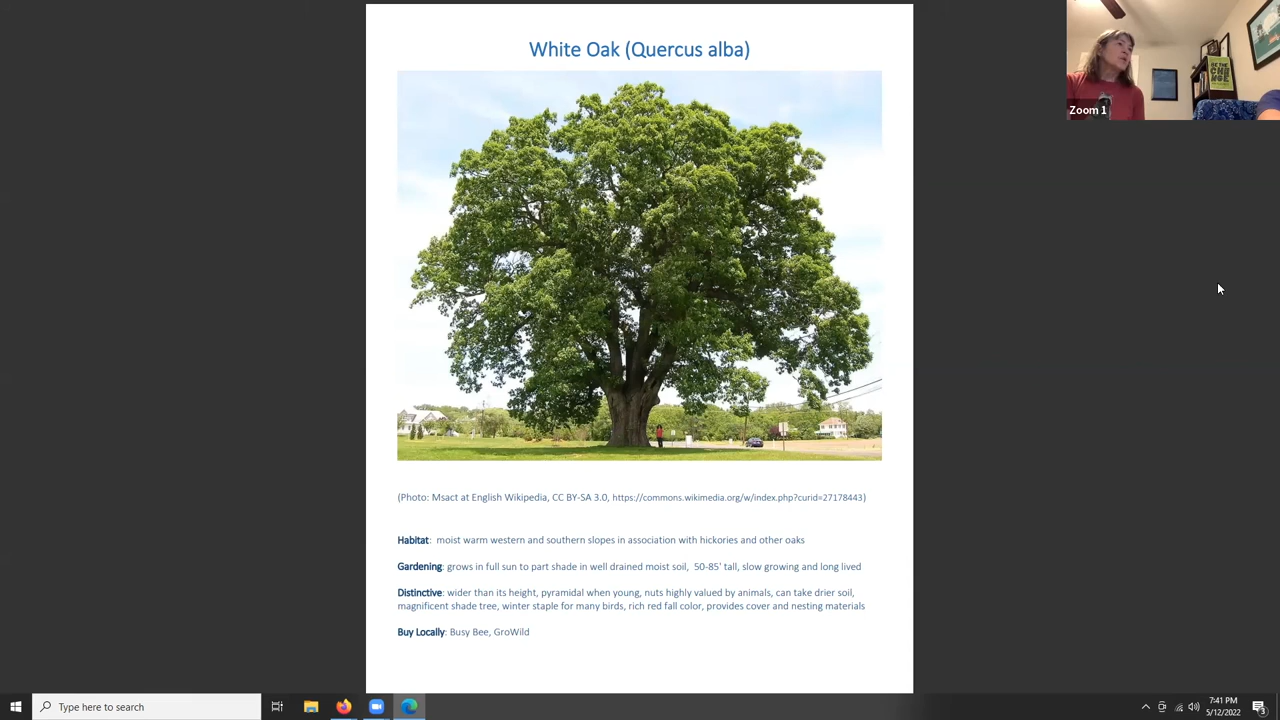 White Oak (Quercus alba)
Zoom 1
BE THE
CHA
NGE
(Photo: Msact at English Wikipedia, CC BY-SA 3.0, https://commons.wikimedia.org/w/index.php?curid=27178443)
Habitat:  moist warm western and southern slopes in association with hickories and other oaks
Gardening: grows in full sun to part shade in well drained moist soil,  50-85' tall, slow growing and long lived
Distinctive: wider than its height, pyramidal when young, nuts highly valued by animals, can take drier soil,
magnificent shade tree, winter staple for many birds, rich red fall color, provides cover and nesting materials
Buy Locally: Busy Bee, GroWild
Type here to search
7:41 PM
5/12/2022